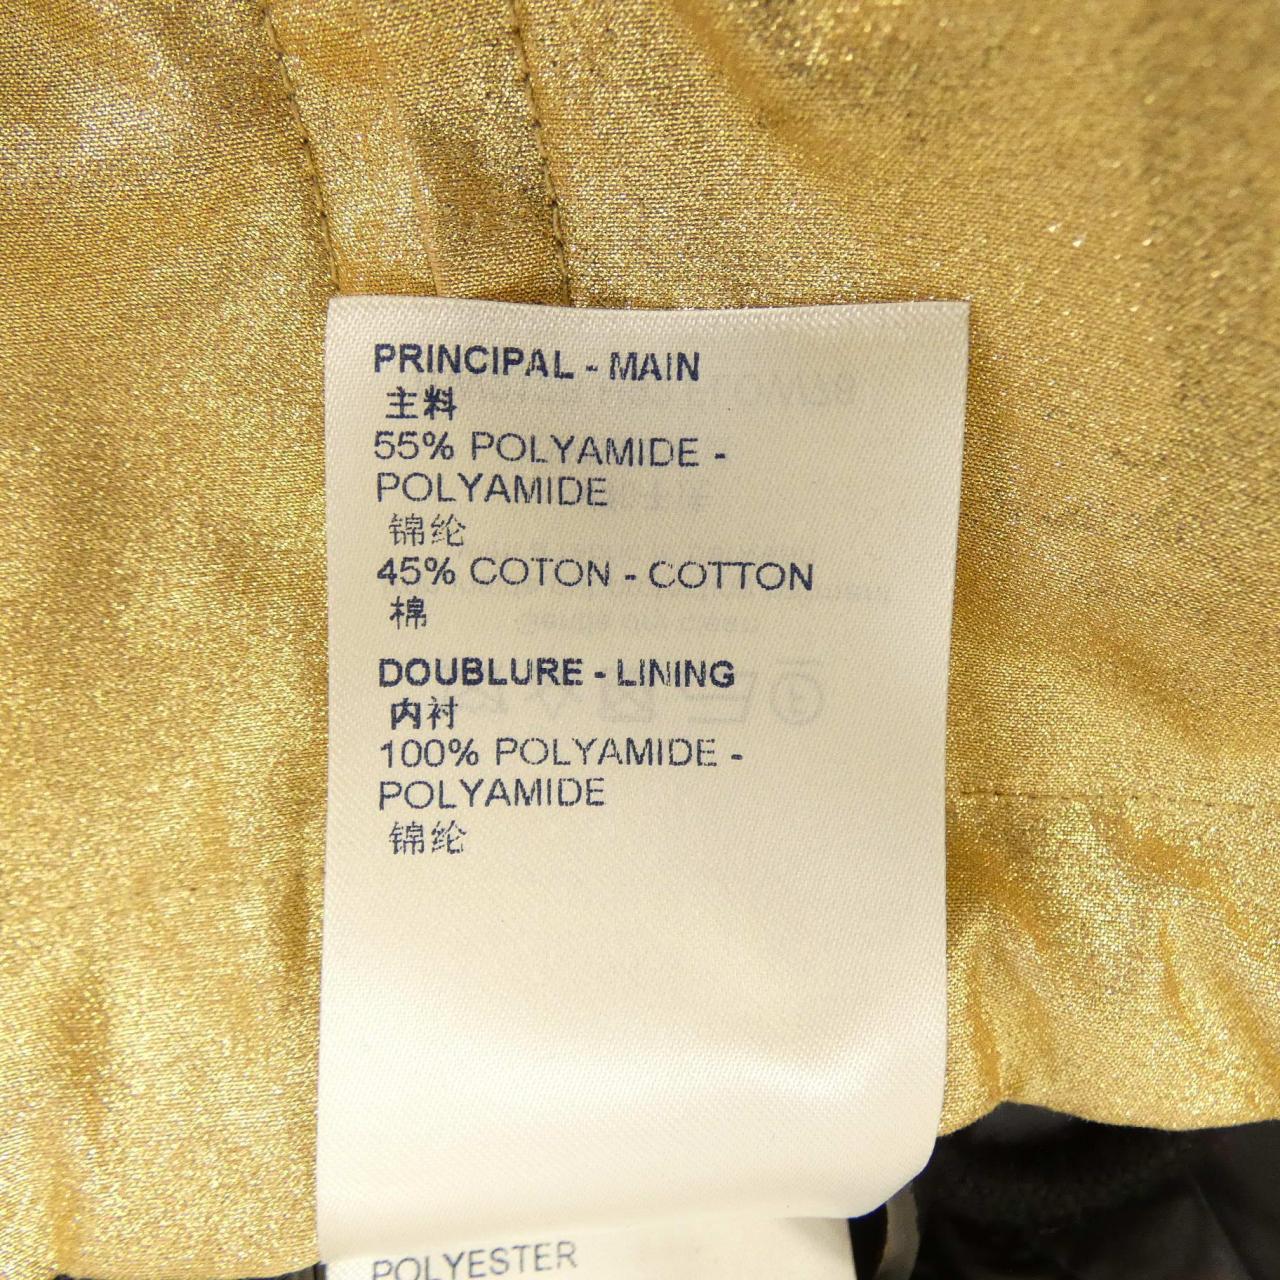 PRINCIPAL - MAIN
主料
55% POLYAMIDE -
POLYAMIDE
锦纶
45% COTON - COTTON
棉
DOUBLURE - LINING
内衬
100% POLYAMIDE -
POLYAMIDE
锦纶
POLYESTER